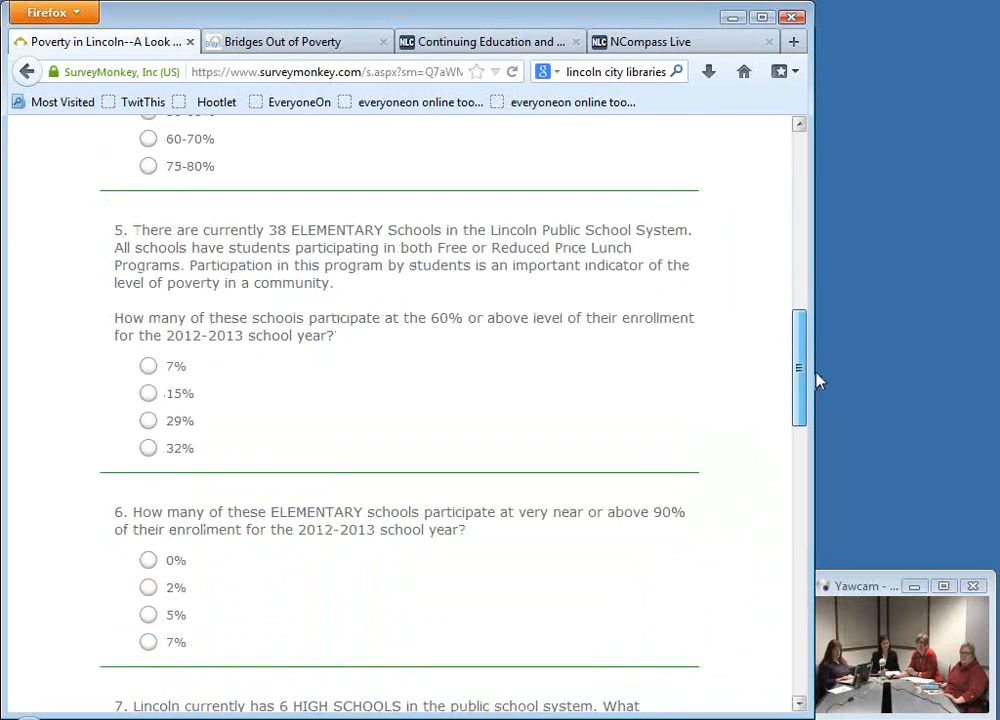 Firefox
Poverty in Lincoln--A Look ...
Bridges Out of Poverty
NLC Continuing Education and ...
NLC NCompass Live
SurveyMonkey, Inc (US)
https://www.surveymonkey.com/s.aspx?sm=Q7aWM
lincoln city libraries
Most Visited
TwitThis
Hootlet
EveryoneOn
everyoneon online too...
everyoneon online too...
60-70%
75-80%
5. There are currently 38 ELEMENTARY Schools in the Lincoln Public School System.
All schools have students participating in both Free or Reduced Price Lunch
Programs. Participation in this program by students is an important indicator of the
level of poverty in a community.
How many of these schools participate at the 60% or above level of their enrollment
for the 2012-2013 school year?
7%
15%
29%
32%
6. How many of these ELEMENTARY schools participate at very near or above 90%
of their enrollment for the 2012-2013 school year?
0%
2%
5%
7%
Yawcam - ...
7. Lincoln currently has 6 HIGH SCHOOLS in the public school system. What